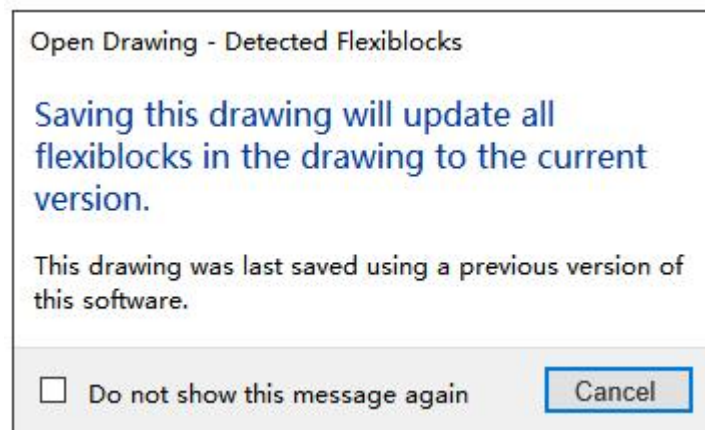 Open Drawing - Detected Flexiblocks
Saving this drawing will update all
flexiblocks in the drawing to the current
version.
This drawing was last saved using a previous version of
this software.
Do not show this message again
Cancel